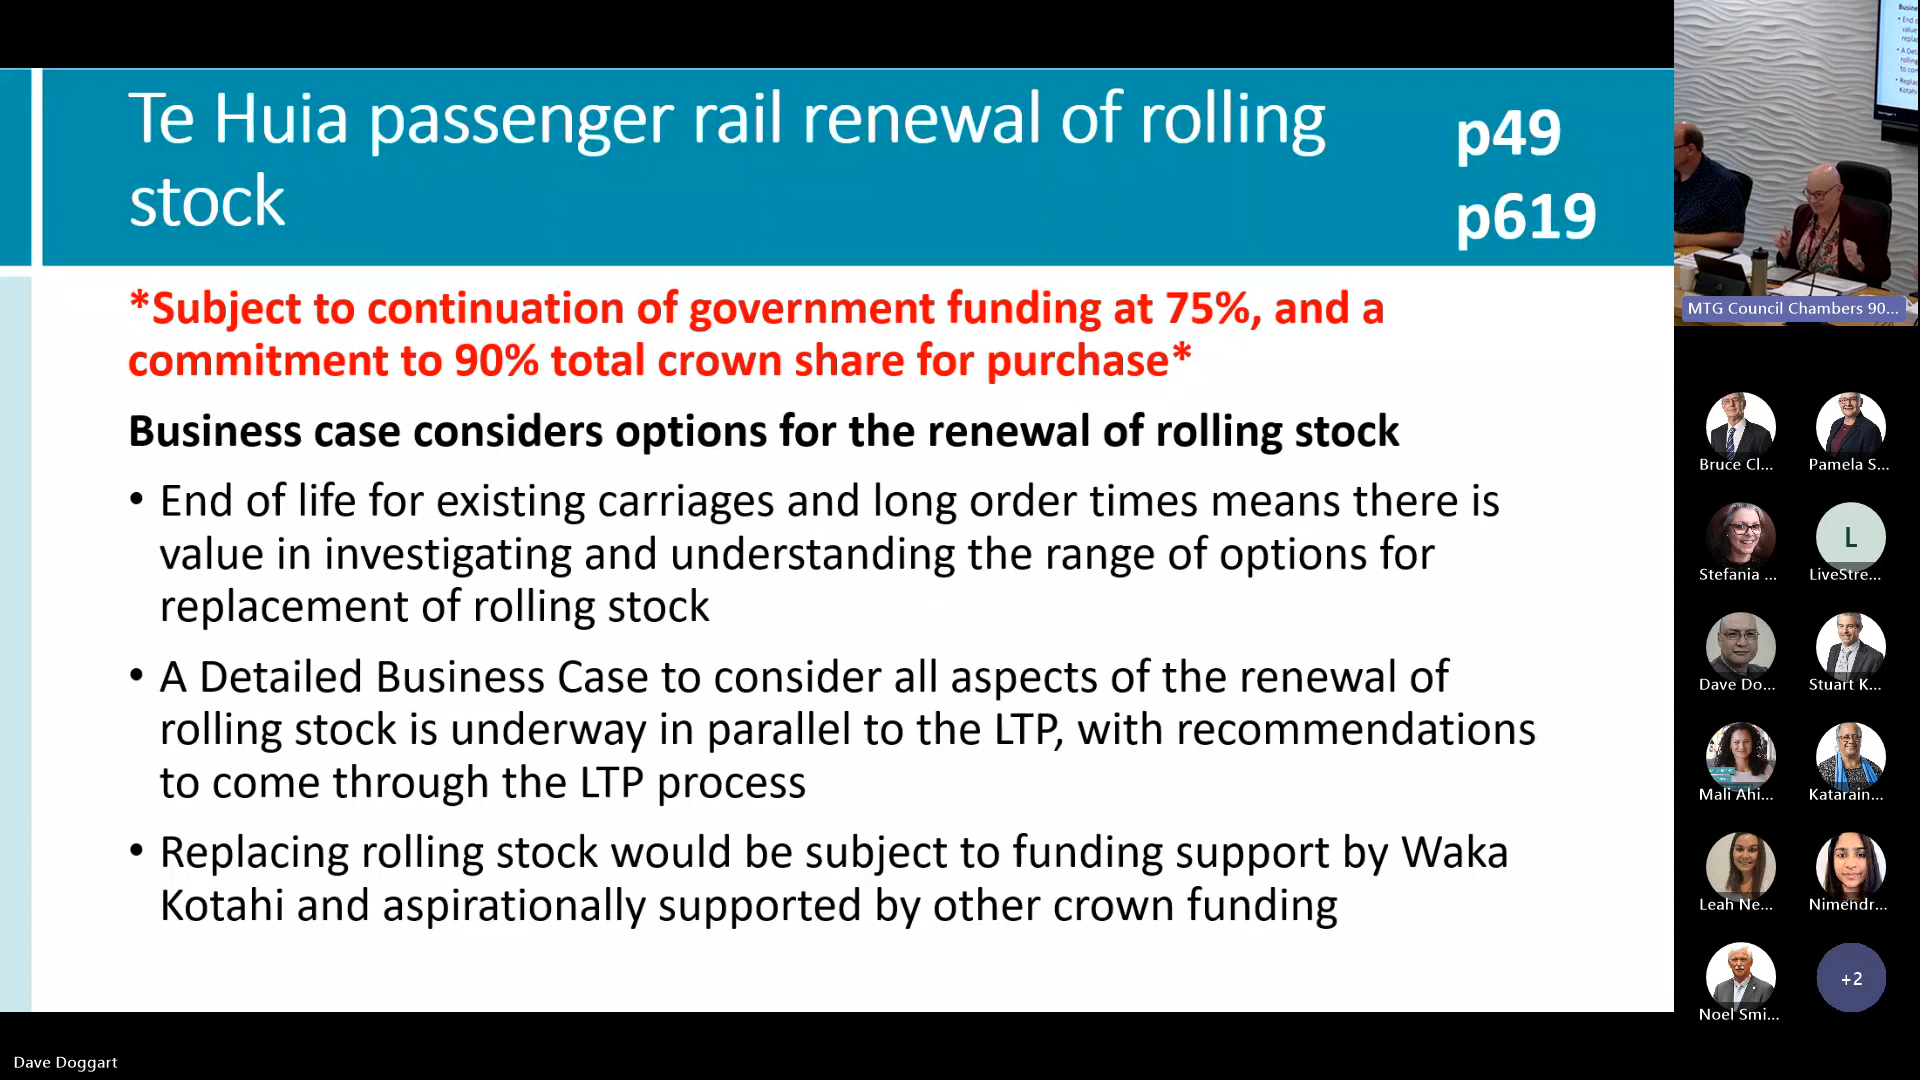 Te Huia passenger rail renewal of rolling
stock
p49
p619
*Subject to continuation of government funding at 75%, and a
commitment to 90% total crown share for purchase*
Business case considers options for the renewal of rolling stock
• End of life for existing carriages and long order times means there is
value in investigating and understanding the range of options for
replacement of rolling stock
• A Detailed Business Case to consider all aspects of the renewal of
rolling stock is underway in parallel to the LTP, with recommendations
to come through the LTP process
• Replacing rolling stock would be subject to funding support by Waka
Kotahi and aspirationally supported by other crown funding
MTG Council Chambers 90...
Bruce Cl...
Pamela S...
Stefania ...
L
LiveStre...
Dave Do...
Stuart K...
Mali Ahi...
Katarain...
Leah Ne...
Nimendr...
Noel Smi...
+2
Dave Doggart